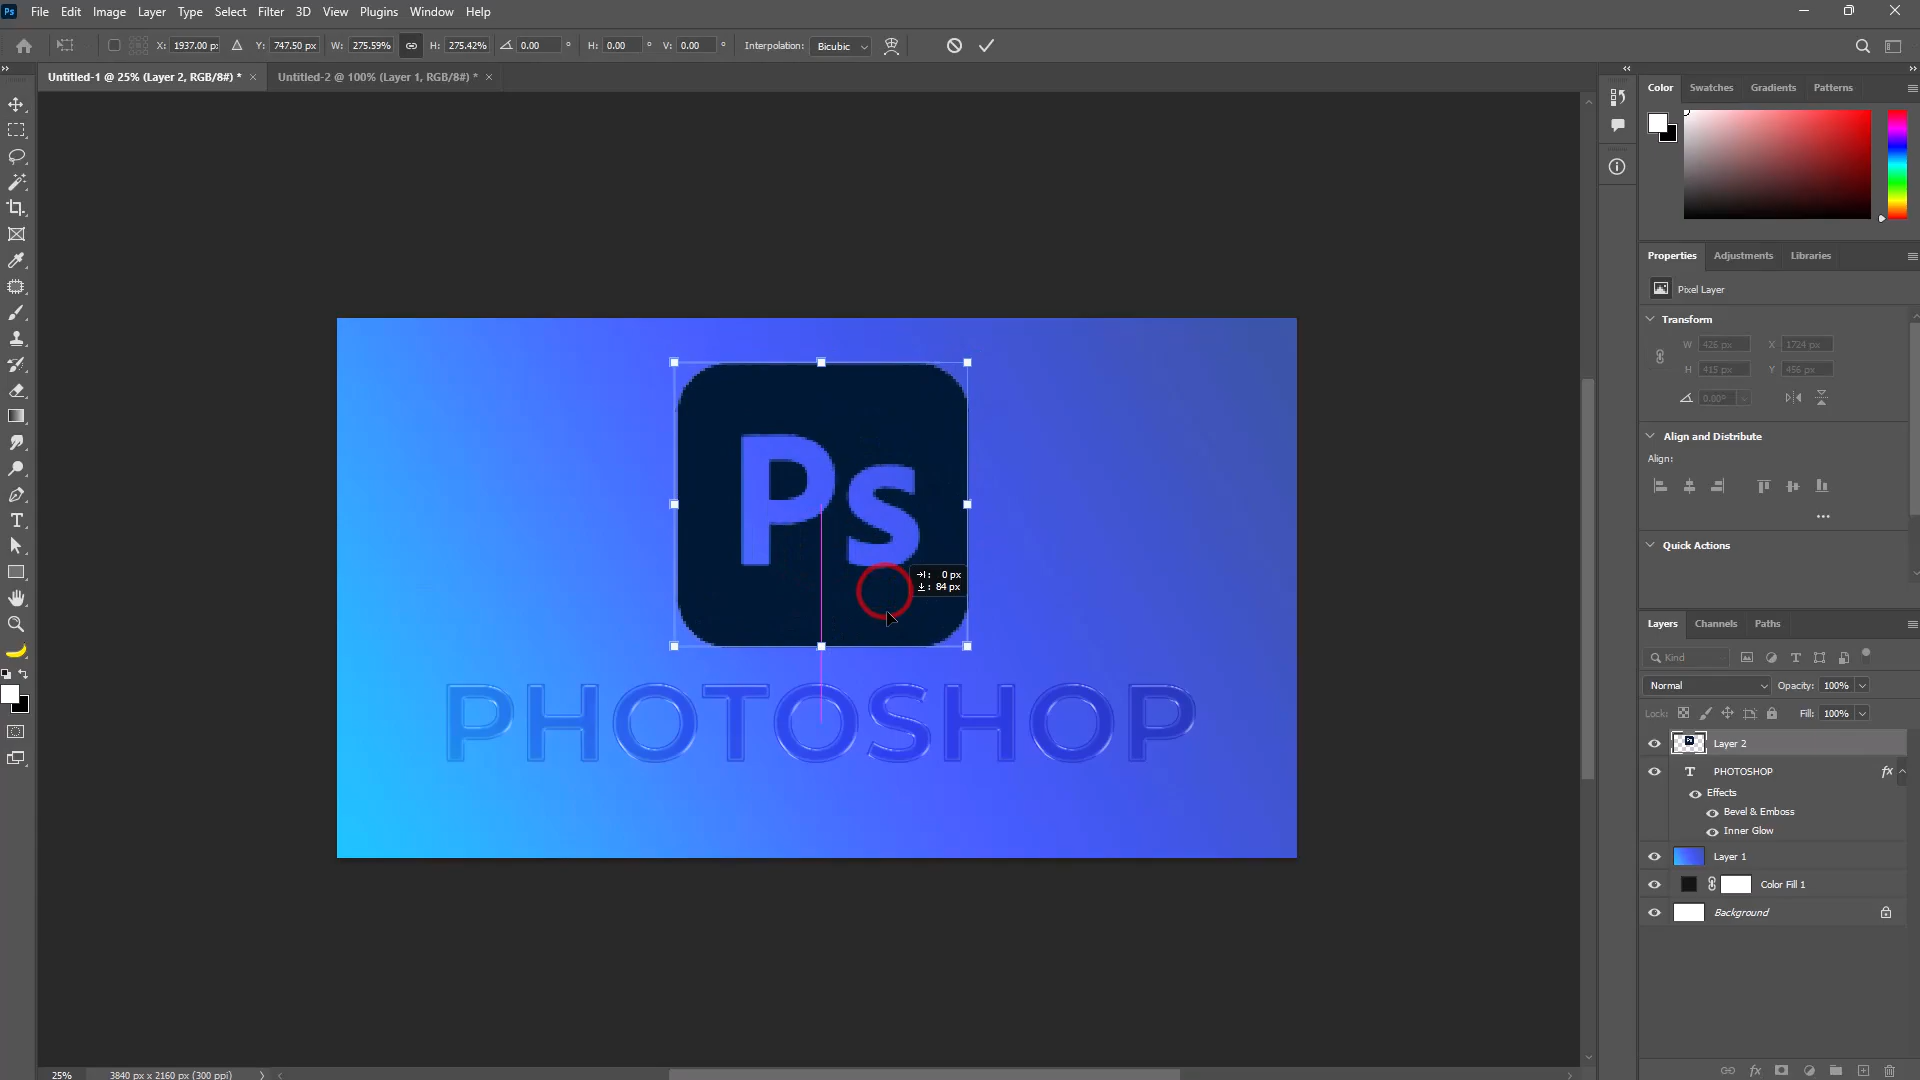 Ps File Edit Image Layer Type Select Filter 3D View Plugins Window Help
X: 1937.00 p: Y: 747.50 px W: 275.59% H: 275.42% 0.00 ° H: 0.00 ° V: 0.00 ° Interpolation: Bicubic
Untitled-1 @ 25% (Layer 2, RGB/8#) * × Untitled-2 @ 100% (Layer 1, RGB/8#) * ×
Color Swatches Gradients Patterns
Properties Adjustments Libraries
Pixel Layer
Transform
W 426 px X 1724 px
H 415 px Y 456 px
0.00°
Align and Distribute
Align:
Quick Actions
Ps
0 px
84 px
PHOTOSHOP
Layers Channels Paths
Kind
Normal Opacity: 100%
Lock: Fill: 100%
Ps Layer 2
T PHOTOSHOP fx
Effects
Bevel & Emboss
Inner Glow
Layer 1
Color Fill 1
Background
25% 3840 px x 2160 px (300 ppi)
fx